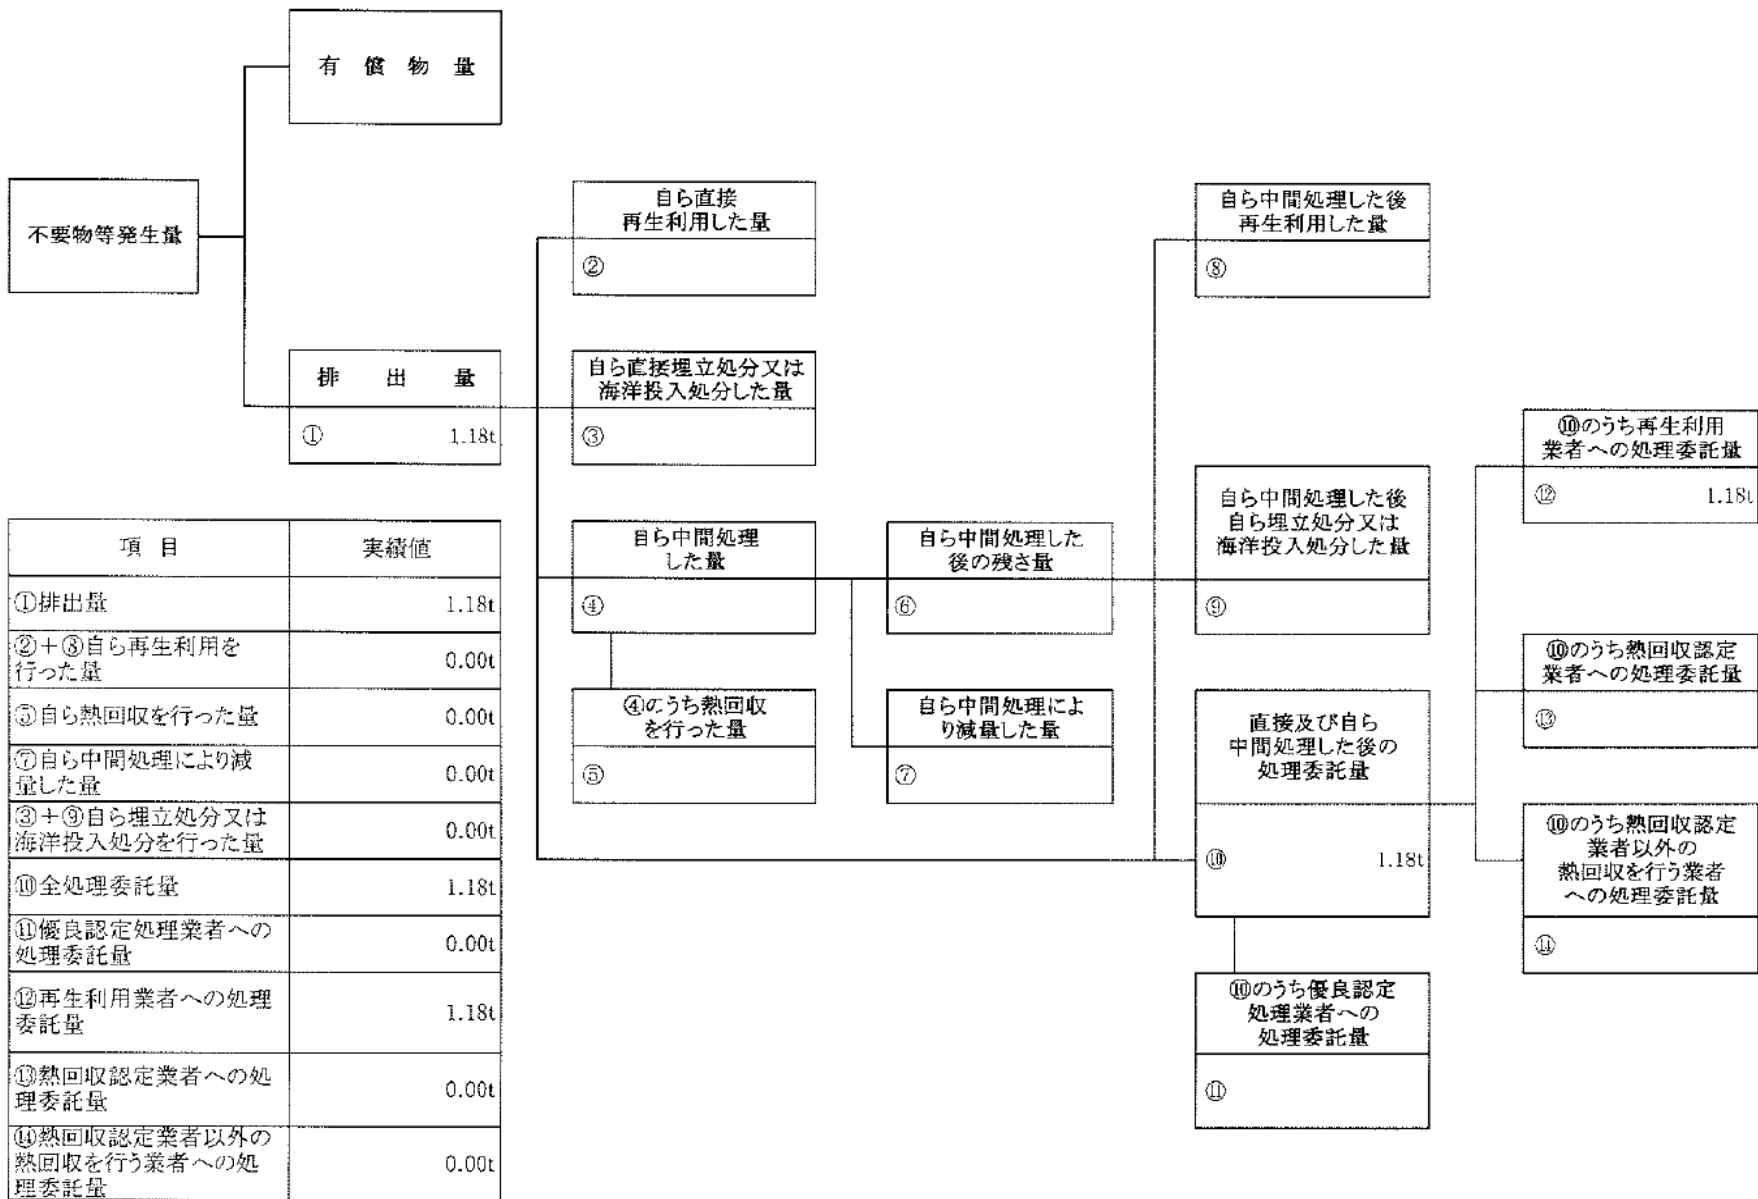 有償物量
不要物等発生量
排出量
① 1.18t
自ら直接
再生利用した量
②
自ら直接埋立処分又は
海洋投入処分した量
③
自ら中間処理
した量
④
④のうち熱回収
を行った量
⑤
自ら中間処理した
後の残さ量
⑥
自ら中間処理によ
り減量した量
⑦
自ら中間処理した後
再生利用した量
⑧
自ら中間処理した後
自ら埋立処分又は
海洋投入処分した量
⑨
直接及び自ら
中間処理した後の
処理委託量
⑩ 1.18t
⑩のうち優良認定
処理業者への
処理委託量
⑪
⑩のうち再生利用
業者への処理委託量
⑫ 1.18t
⑩のうち熱回収認定
業者への処理委託量
⑬
⑩のうち熱回収認定
業者以外の
熱回収を行う業者
への処理委託量
⑭
項目 実績値
①排出量 1.18t
②+⑧自ら再生利用を
行った量 0.00t
⑤自ら熱回収を行った量 0.00t
⑦自ら中間処理により減
量した量 0.00t
③+⑨自ら埋立処分又は
海洋投入処分を行った量 0.00t
⑩全処理委託量 1.18t
⑪優良認定処理業者への
処理委託量 0.00t
⑫再生利用業者への処理
委託量 1.18t
⑬熱回収認定業者への処
理委託量 0.00t
⑭熱回収認定業者以外の
熱回収を行う業者への処
理委託量 0.00t